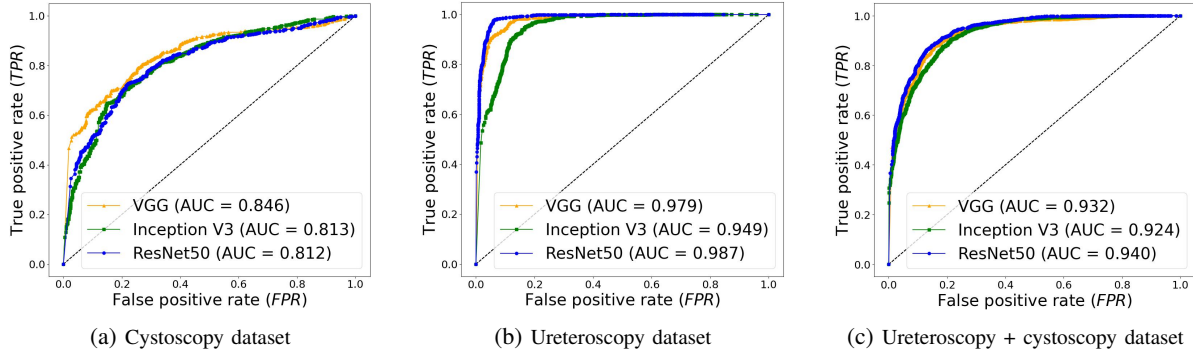 True positive rate (TPR)
1.0
0.8
0.6
0.4
0.2
0.0
VGG (AUC = 0.846)
Inception V3 (AUC = 0.813)
ResNet50 (AUC = 0.812)
0.0 0.2 0.4 0.6 0.8 1.0
False positive rate (FPR)
(a) Cystoscopy dataset
True positive rate (TPR)
1.0
0.8
0.6
0.4
0.2
0.0
VGG (AUC = 0.979)
Inception V3 (AUC = 0.949)
ResNet50 (AUC = 0.987)
0.0 0.2 0.4 0.6 0.8 1.0
False positive rate (FPR)
(b) Ureteroscopy dataset
True positive rate (TPR)
1.0
0.8
0.6
0.4
0.2
0.0
VGG (AUC = 0.932)
Inception V3 (AUC = 0.924)
ResNet50 (AUC = 0.940)
0.0 0.2 0.4 0.6 0.8 1.0
False positive rate (FPR)
(c) Ureteroscopy + cystoscopy dataset